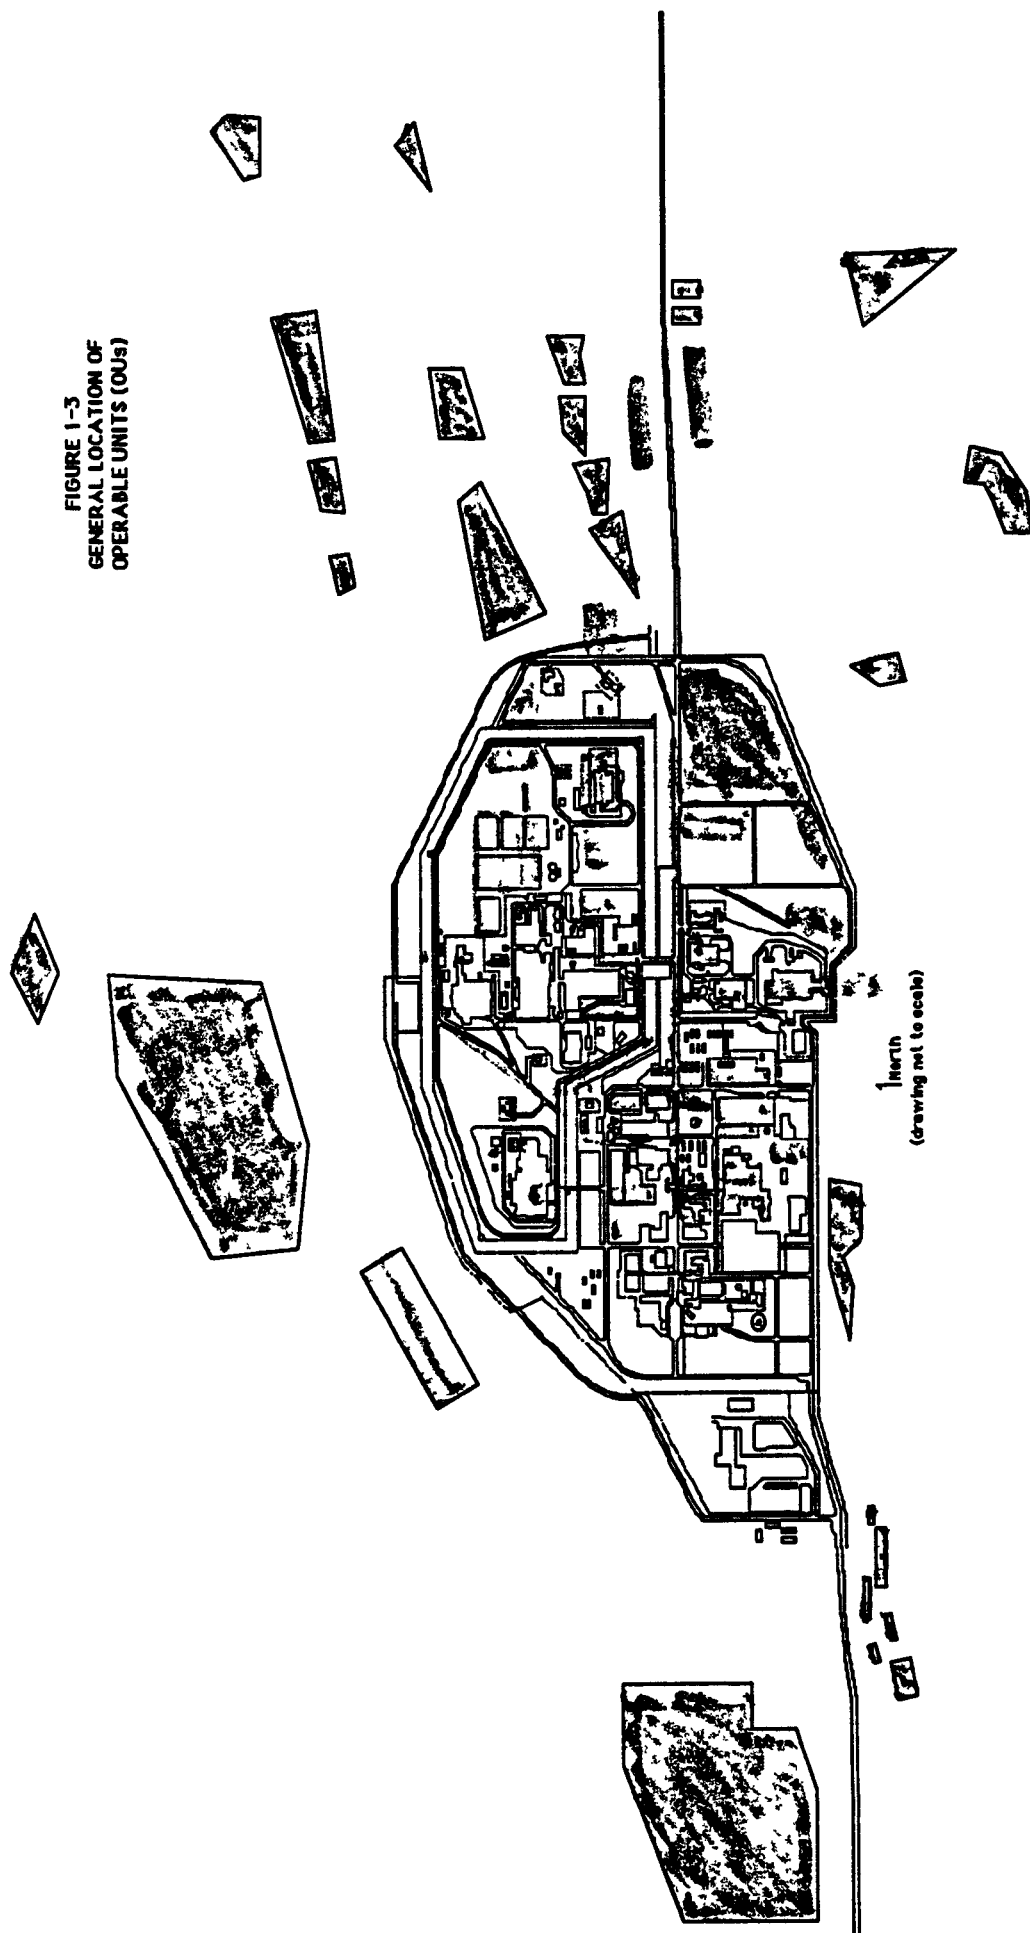 FIGURE 1-3
GENERAL LOCATION OF
OPERABLE UNITS (OUs)
North
(drawing not to scale)